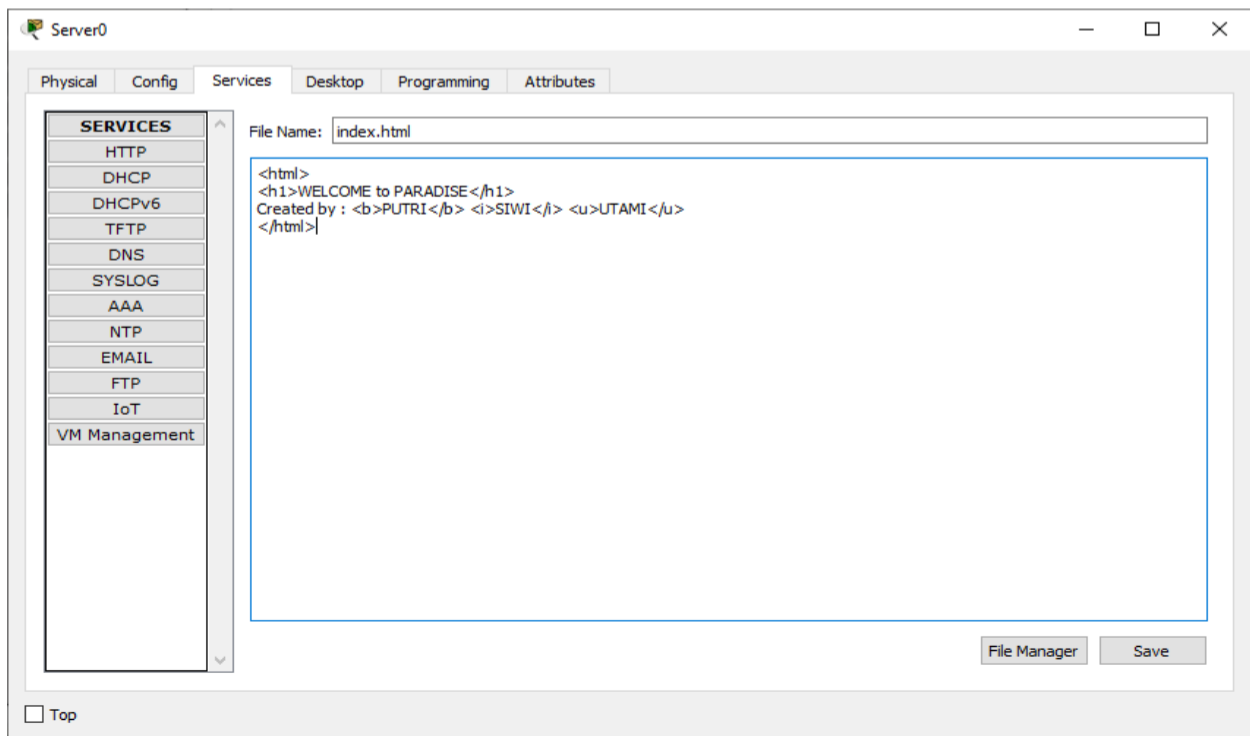 Server0
Physical Config Services Desktop Programming Attributes
SERVICES
HTTP
DHCP
DHCPv6
TFTP
DNS
SYSLOG
AAA
NTP
EMAIL
FTP
IoT
VM Management
File Name: index.html
<html>
<h1>WELCOME to PARADISE</h1>
Created by : <b>PUTRI</b> <i>SIWI</i> <u>UTAMI</u>
</html>
File Manager Save
Top